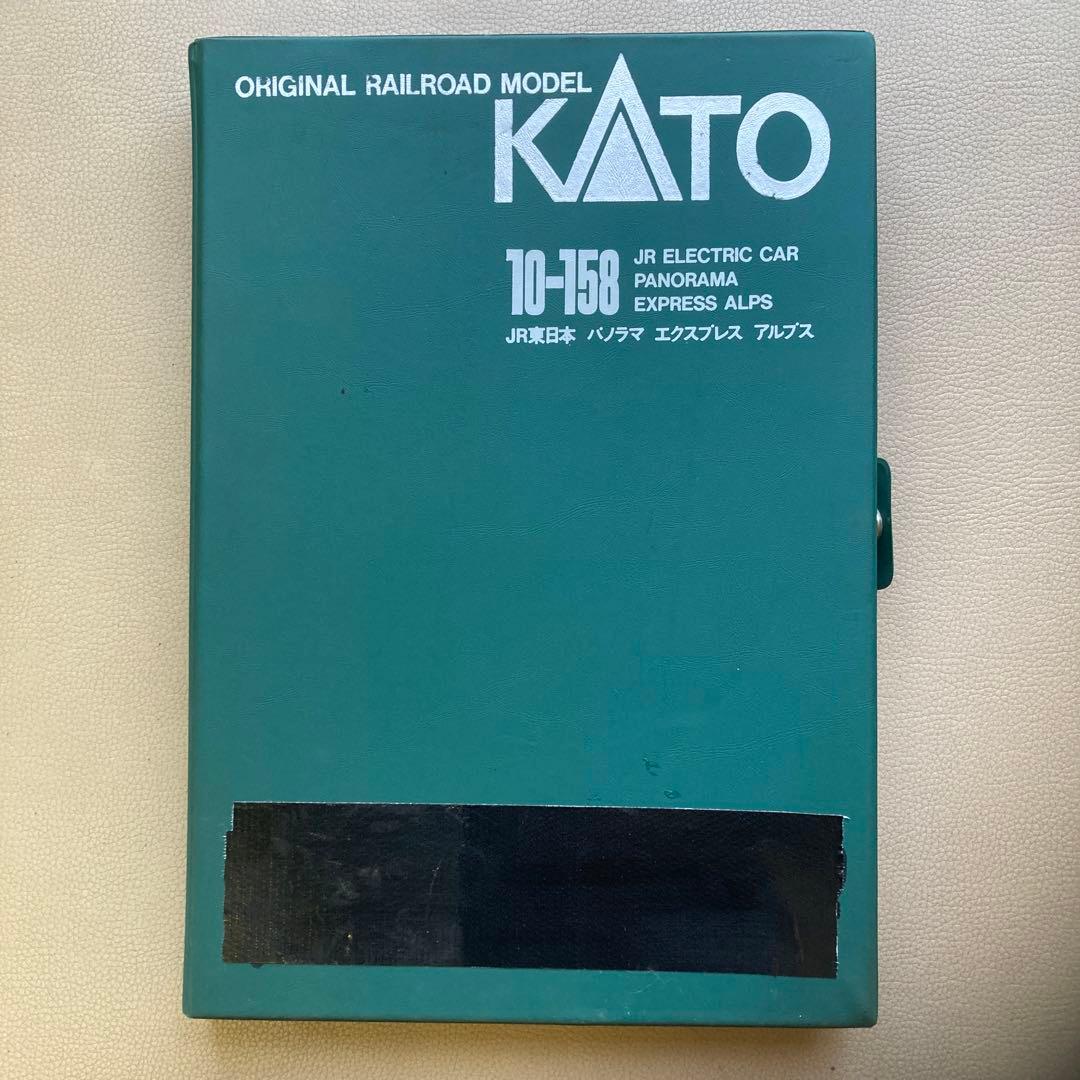 ORIGINAL RAILROAD MODEL
KATO
10-158
JR ELECTRIC CAR
PANORAMA
EXPRESS ALPS
JR東日本 パノラマ エクスプレス アルプス